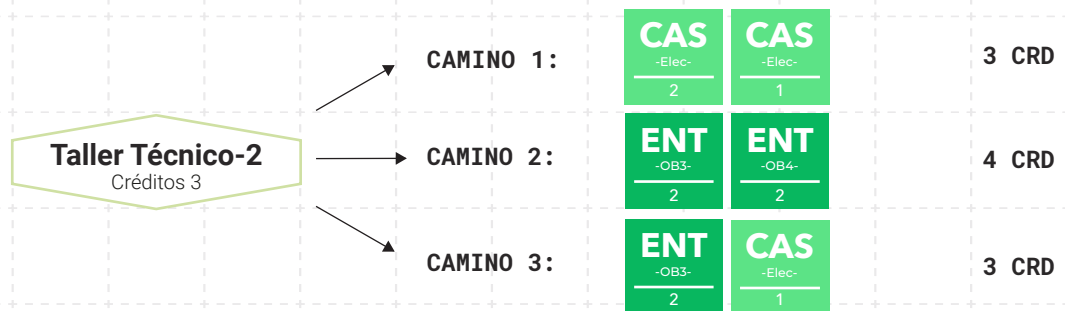 CAS CAS
-Elec- -Elec-
2 1
CAMINO 1: 3 CRD
Taller Técnico-2
Créditos 3
CAMINO 2: 4 CRD
ENT ENT
-OB3- -OB4-
2 2
CAMINO 3: 3 CRD
ENT CAS
-OB3- -Elec-
2 1